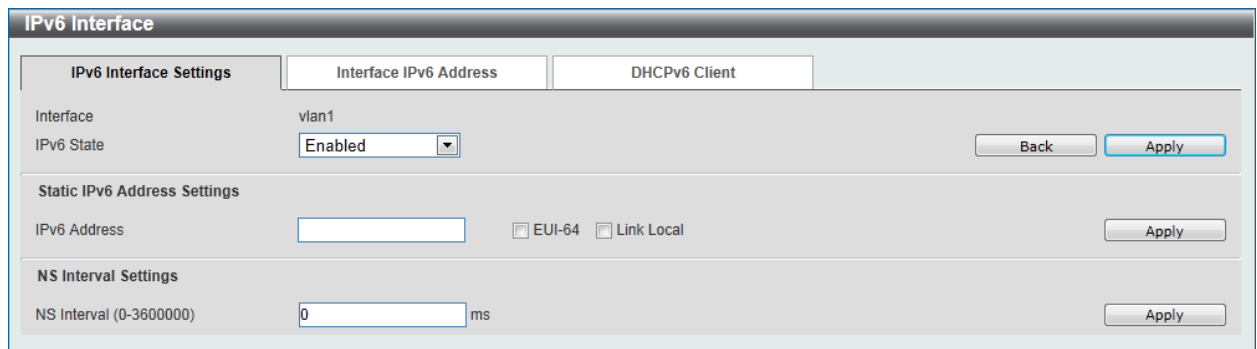 IPv6 Interface
IPv6 Interface Settings Interface IPv6 Address DHCPv6 Client
Interface vlan1
IPv6 State Enabled Back Apply
Static IPv6 Address Settings
IPv6 Address EUI-64 Link Local Apply
NS Interval Settings
NS Interval (0-3600000) 0 ms Apply